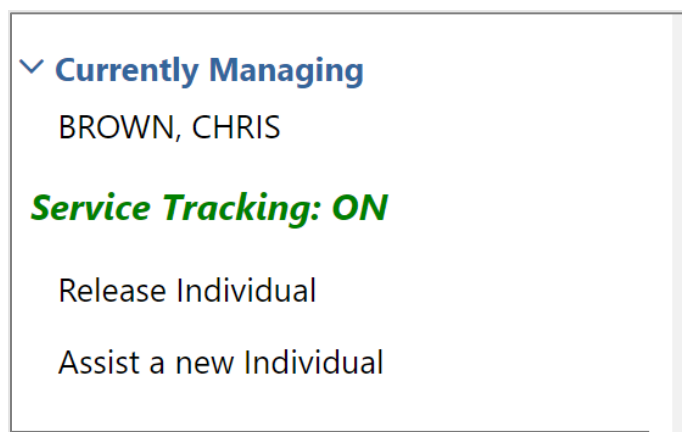 Currently Managing
BROWN, CHRIS
Service Tracking: ON
Release Individual
Assist a new Individual